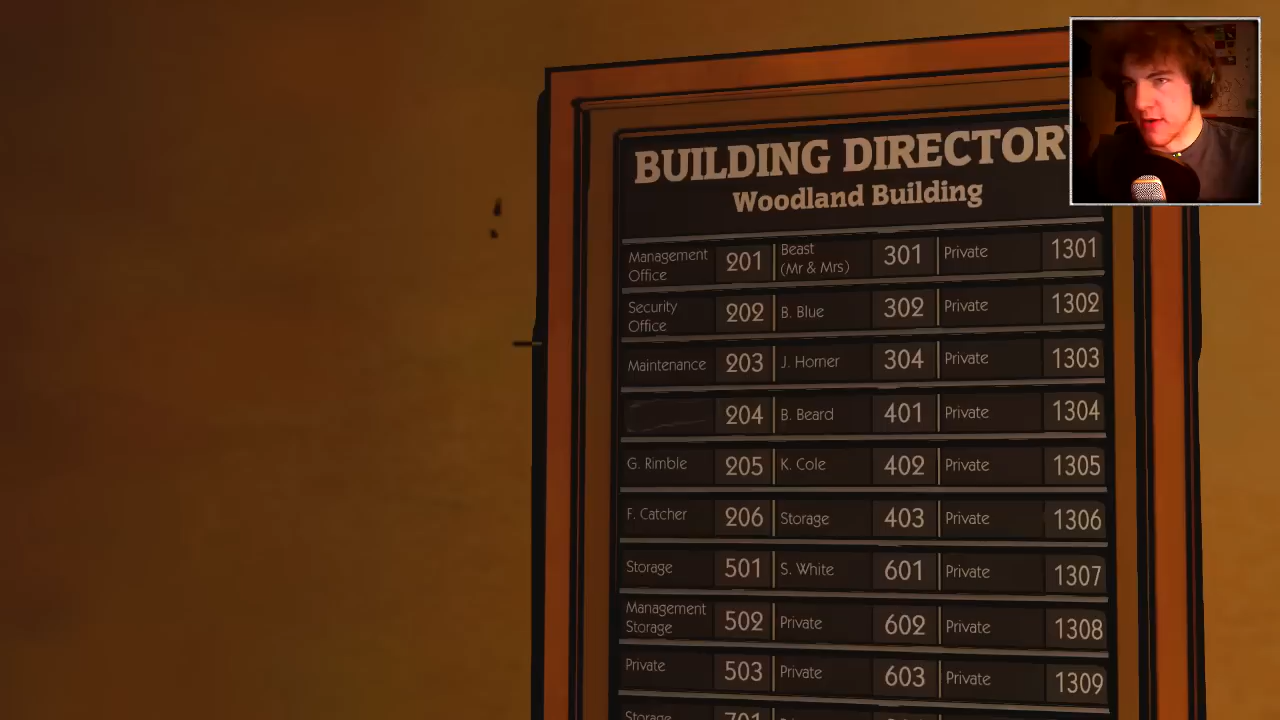 BUILDING DIRECTORY
Woodland Building
Management Office 201 Beast (Mr & Mrs) 301 Private 1301
Security Office 202 B. Blue 302 Private 1302
Maintenance 203 J. Horner 304 Private 1303
204 B. Beard 401 Private 1304
G. Rimble 205 K. Cole 402 Private 1305
F. Catcher 206 Storage 403 Private 1306
Storage 501 S. White 601 Private 1307
Management Storage 502 Private 602 Private 1308
Private 503 Private 603 Private 1309
Storage 701